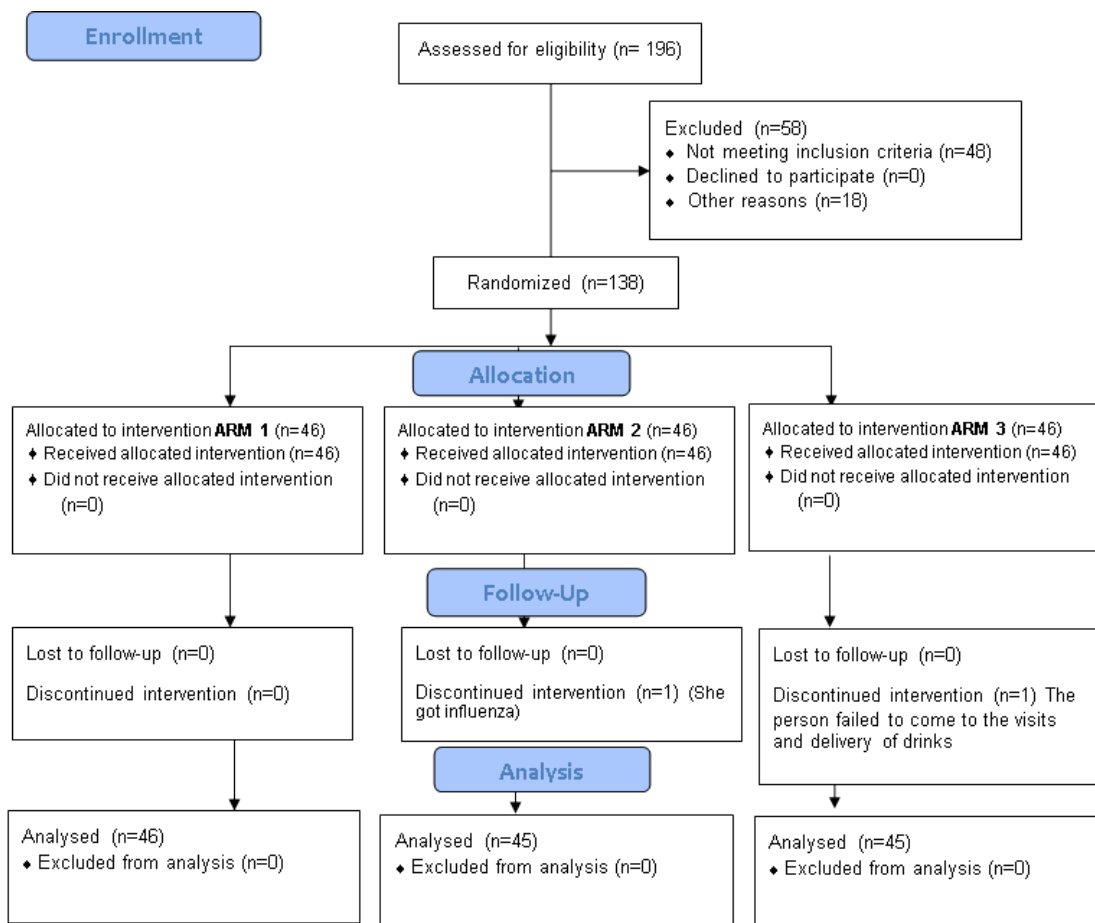 Enrollment
Assessed for eligibility (n= 196)
Excluded (n=58)
♦ Not meeting inclusion criteria (n=48)
♦ Declined to participate (n=0)
♦ Other reasons (n=18)
Randomized (n=138)
Allocation
Allocated to intervention ARM 1 (n=46)
♦ Received allocated intervention (n=46)
♦ Did not receive allocated intervention
(n=0)
Allocated to intervention ARM 2 (n=46)
♦ Received allocated intervention (n=46)
♦ Did not receive allocated intervention
(n=0)
Allocated to intervention ARM 3 (n=46)
♦ Received allocated intervention (n=46)
♦ Did not receive allocated intervention
(n=0)
Follow-Up
Lost to follow-up (n=0)
Discontinued intervention (n=0)
Lost to follow-up (n=0)
Discontinued intervention (n=1) (She
got influenza)
Lost to follow-up (n=0)
Discontinued intervention (n=1) The
person failed to come to the visits
and delivery of drinks
Analysis
Analysed (n=46)
♦ Excluded from analysis (n=0)
Analysed (n=45)
♦ Excluded from analysis (n=0)
Analysed (n=45)
♦ Excluded from analysis (n=0)